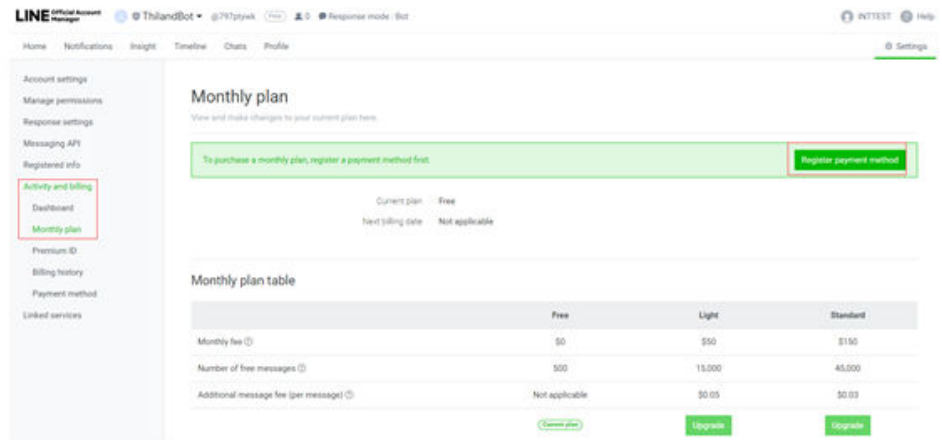 LINE Official Account Manager ThilandBot @797ptywk Free 0 Response mode : Bot INTTEST Help
Home Notifications Insight Timeline Chats Profile Settings
Account settings
Manage permissions
Response settings
Messaging API
Registered info
Activity and billing
Dashboard
Monthly plan
Premium ID
Billing history
Payment method
Linked services
Monthly plan
View and make changes to your current plan here.
To purchase a monthly plan, register a payment method first. Register payment method
Current plan Free
Next billing date Not applicable
Monthly plan table
Free Light Standard
Monthly fee $0 $50 $150
Number of free messages 500 15,000 45,000
Additional message fee (per message) Not applicable $0.05 $0.03
Current plan Upgrade Upgrade